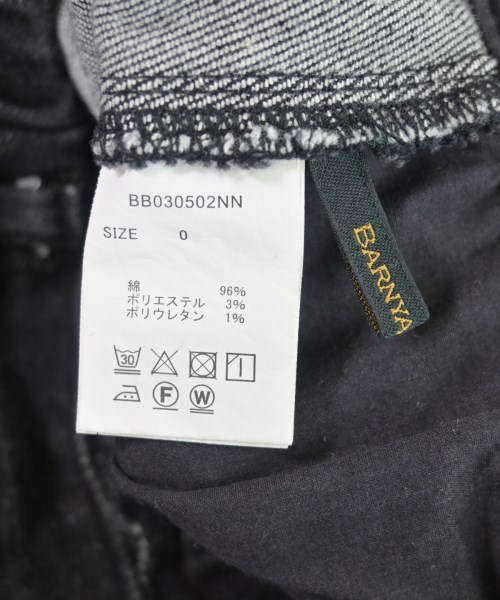 BB030502NN
SIZE 0
綿 96%
ポリエステル 3%
ポリウレタン 1%
30
F W
BARNYA